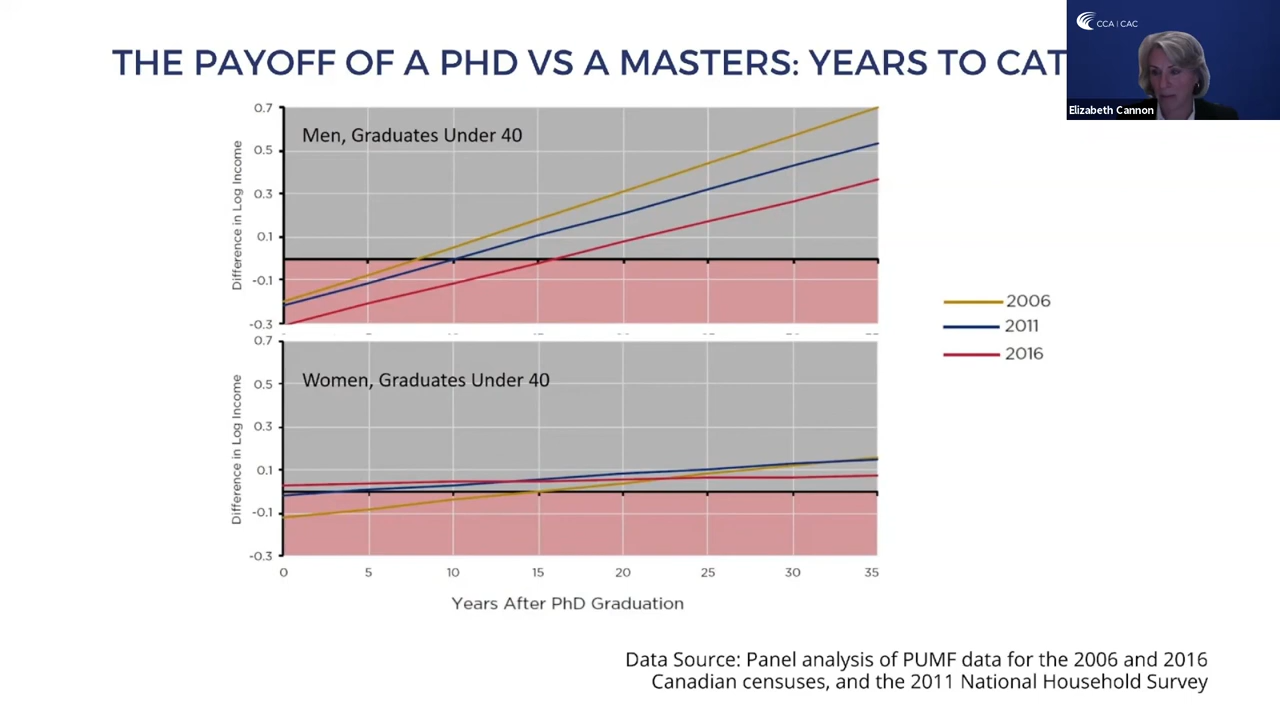 CCA | CAC
THE PAYOFF OF A PHD VS A MASTERS: YEARS TO CAT
Elizabeth Cannon
Men, Graduates Under 40
Difference in Log Income
0.7
0.5
0.3
0.1
-0.1
-0.3
2006
2011
2016
Women, Graduates Under 40
Difference in Log Income
0.7
0.5
0.3
0.1
-0.1
-0.3
0 5 10 15 20 25 30 35
Years After PhD Graduation
Data Source: Panel analysis of PUMF data for the 2006 and 2016
Canadian censuses, and the 2011 National Household Survey